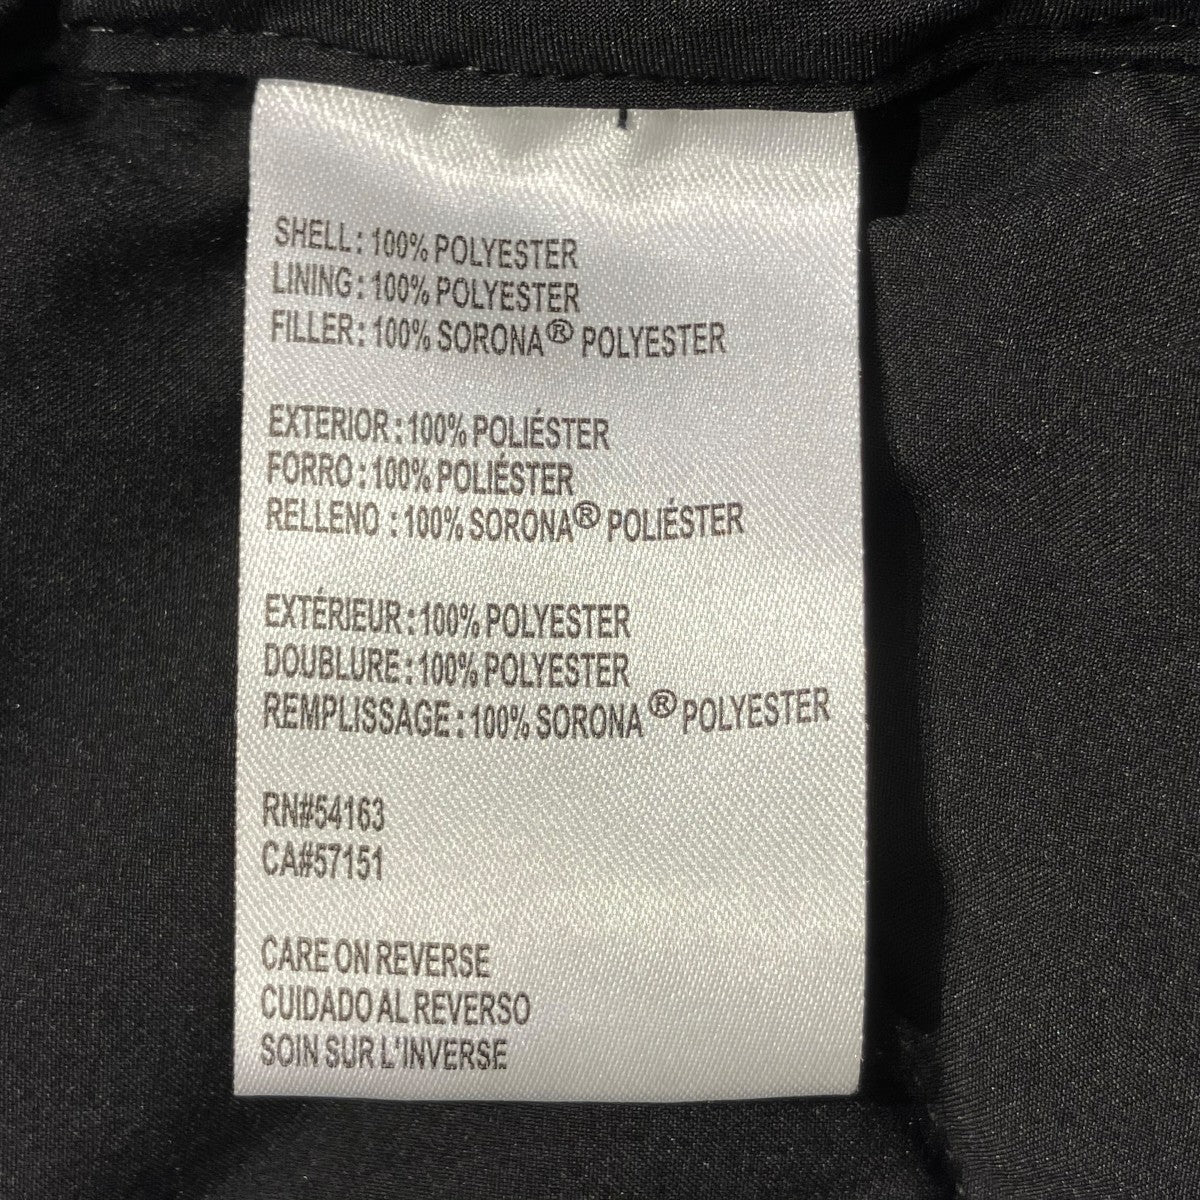 SHELL: 100% POLYESTER
LINING: 100% POLYESTER
FILLER: 100% SORONA® POLYESTER
EXTERIOR: 100% POLIÉSTER
FORRO: 100% POLIÉSTER
RELLENO : 100% SORONA® POLIÉSTER
EXTÉRIEUR: 100% POLYESTER
DOUBLURE: 100% POLYESTER
REMPLISSAGE: 100% SORONA® POLYESTER
RN#54163
CA#57151
CARE ON REVERSE
CUIDADO AL REVERSO
SOIN SUR L'INVERSE